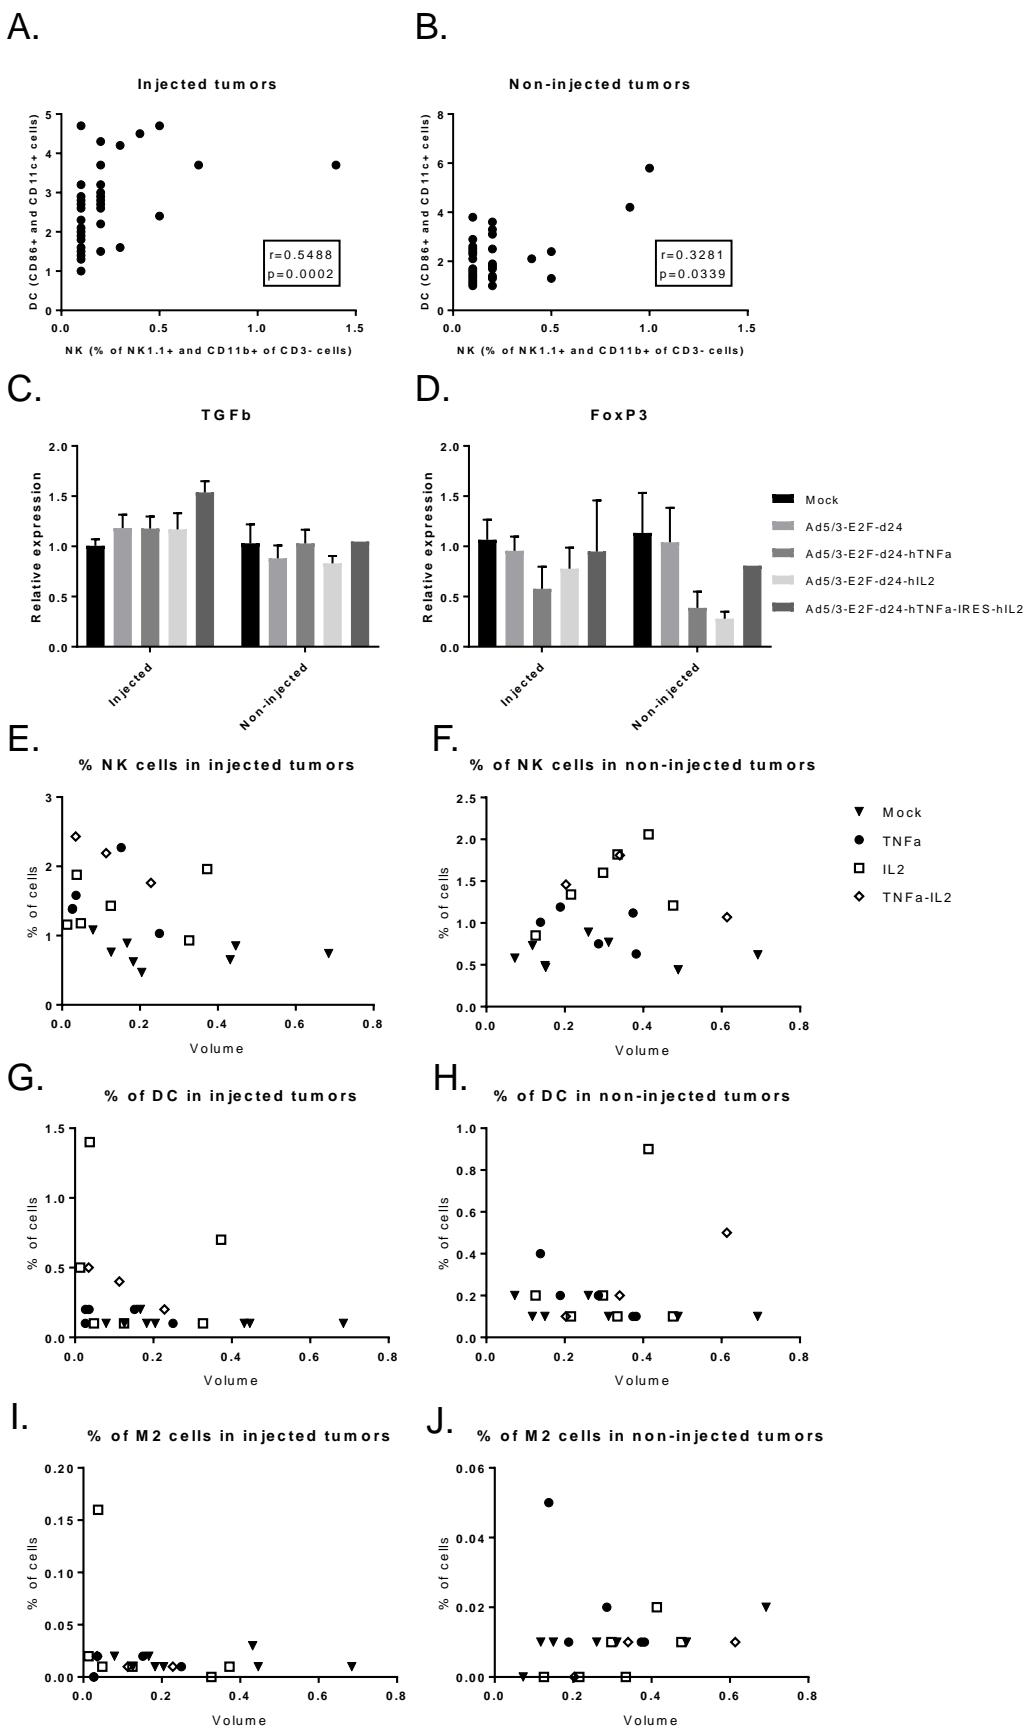 A.
B.
Injected tumors
Non-injected tumors
DC (CD86+ and CD11c+ cells)
5
4
3
2
1
0
r=0.5488
p=0.0002
0.0 0.5 1.0 1.5
NK (% of NK1.1+ and CD11b+ of CD3- cells)
DC (CD86+ and CD11c+ cells)
8
6
4
2
0
r=0.3281
p=0.0339
0.0 0.5 1.0 1.5
NK (% of NK1.1+ and CD11b+ of CD3- cells)
C.
D.
TGFb
FoxP3
Relative expression
2.0
1.5
1.0
0.5
0.0
Injected
Non-injected
Relative expression
2.0
1.5
1.0
0.5
0.0
Injected
Non-injected
Mock
Ad5/3-E2F-d24
Ad5/3-E2F-d24-hTNFa
Ad5/3-E2F-d24-hIL2
Ad5/3-E2F-d24-hTNFa-IRES-hIL2
E.
F.
% NK cells in injected tumors
% of NK cells in non-injected tumors
% of cells
3
2
1
0
0.0 0.2 0.4 0.6 0.8
Volume
% of cells
2.5
2.0
1.5
1.0
0.5
0.0
0.0 0.2 0.4 0.6 0.8
Volume
Mock
TNFa
IL2
TNFa-IL2
G.
H.
% of DC in injected tumors
% of DC in non-injected tumors
% of cells
1.5
1.0
0.5
0.0
0.0 0.2 0.4 0.6 0.8
Volume
% of cells
1.0
0.8
0.6
0.4
0.2
0.0
0.0 0.2 0.4 0.6 0.8
Volume
I.
J.
% of M2 cells in injected tumors
% of M2 cells in non-injected tumors
% of cells
0.20
0.15
0.10
0.05
0.00
0.0 0.2 0.4 0.6 0.8
Volume
% of cells
0.06
0.04
0.02
0.00
0.0 0.2 0.4 0.6 0.8
Volume